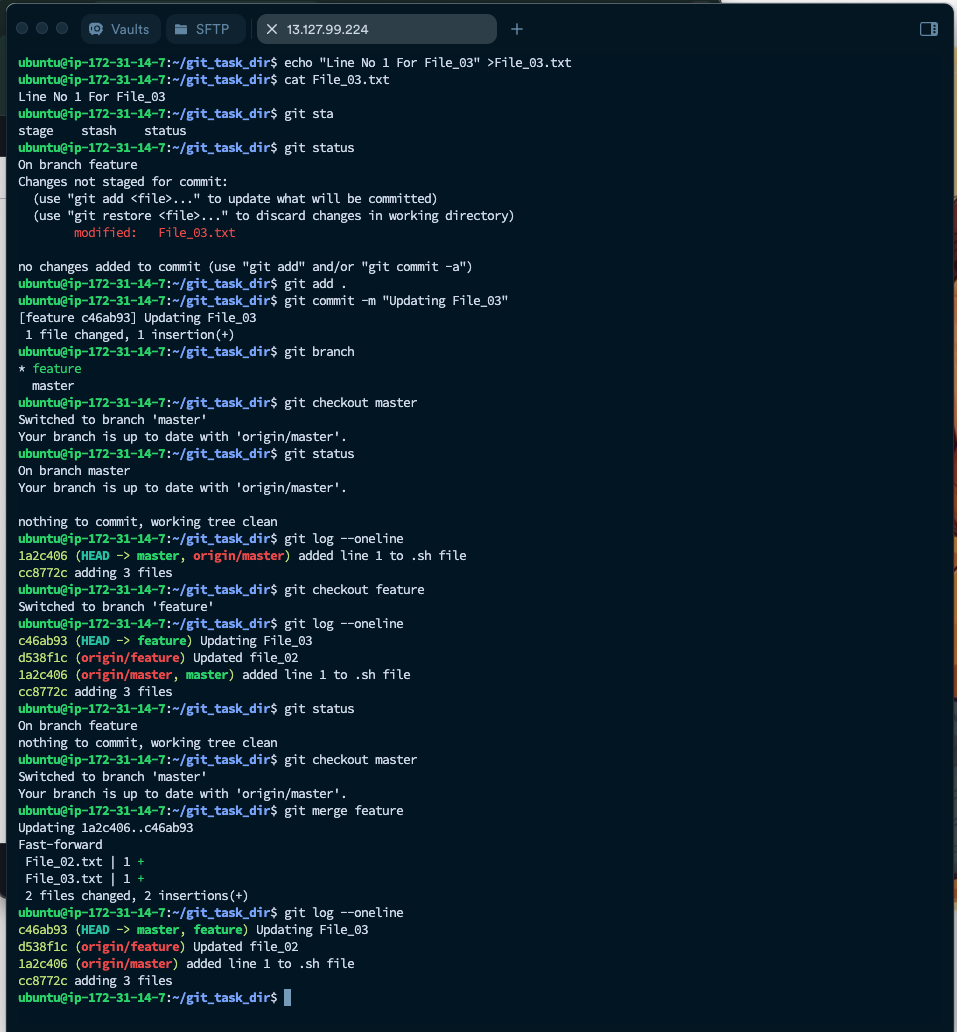 Vaults SFTP 13.127.99.224
ubuntu@ip-172-31-14-7:~/git_task_dir$ echo "Line No 1 For File_03" >File_03.txt
ubuntu@ip-172-31-14-7:~/git_task_dir$ cat File_03.txt
Line No 1 For File_03
ubuntu@ip-172-31-14-7:~/git_task_dir$ git sta
stage    stash    status
ubuntu@ip-172-31-14-7:~/git_task_dir$ git status
On branch feature
Changes not staged for commit:
  (use "git add <file>..." to update what will be committed)
  (use "git restore <file>..." to discard changes in working directory)
        modified:   File_03.txt

no changes added to commit (use "git add" and/or "git commit -a")
ubuntu@ip-172-31-14-7:~/git_task_dir$ git add .
ubuntu@ip-172-31-14-7:~/git_task_dir$ git commit -m "Updating File_03"
[feature c46ab93] Updating File_03
 1 file changed, 1 insertion(+)
ubuntu@ip-172-31-14-7:~/git_task_dir$ git branch
* feature
  master
ubuntu@ip-172-31-14-7:~/git_task_dir$ git checkout master
Switched to branch 'master'
Your branch is up to date with 'origin/master'.
ubuntu@ip-172-31-14-7:~/git_task_dir$ git status
On branch master
Your branch is up to date with 'origin/master'.

nothing to commit, working tree clean
ubuntu@ip-172-31-14-7:~/git_task_dir$ git log --oneline
1a2c406 (HEAD -> master, origin/master) added line 1 to .sh file
cc8772c adding 3 files
ubuntu@ip-172-31-14-7:~/git_task_dir$ git checkout feature
Switched to branch 'feature'
ubuntu@ip-172-31-14-7:~/git_task_dir$ git log --oneline
c46ab93 (HEAD -> feature) Updating File_03
d538f1c (origin/feature) Updated file_02
1a2c406 (origin/master, master) added line 1 to .sh file
cc8772c adding 3 files
ubuntu@ip-172-31-14-7:~/git_task_dir$ git status
On branch feature
nothing to commit, working tree clean
ubuntu@ip-172-31-14-7:~/git_task_dir$ git checkout master
Switched to branch 'master'
Your branch is up to date with 'origin/master'.
ubuntu@ip-172-31-14-7:~/git_task_dir$ git merge feature
Updating 1a2c406..c46ab93
Fast-forward
 File_02.txt | 1 +
 File_03.txt | 1 +
 2 files changed, 2 insertions(+)
ubuntu@ip-172-31-14-7:~/git_task_dir$ git log --oneline
c46ab93 (HEAD -> master, feature) Updating File_03
d538f1c (origin/feature) Updated file_02
1a2c406 (origin/master) added line 1 to .sh file
cc8772c adding 3 files
ubuntu@ip-172-31-14-7:~/git_task_dir$